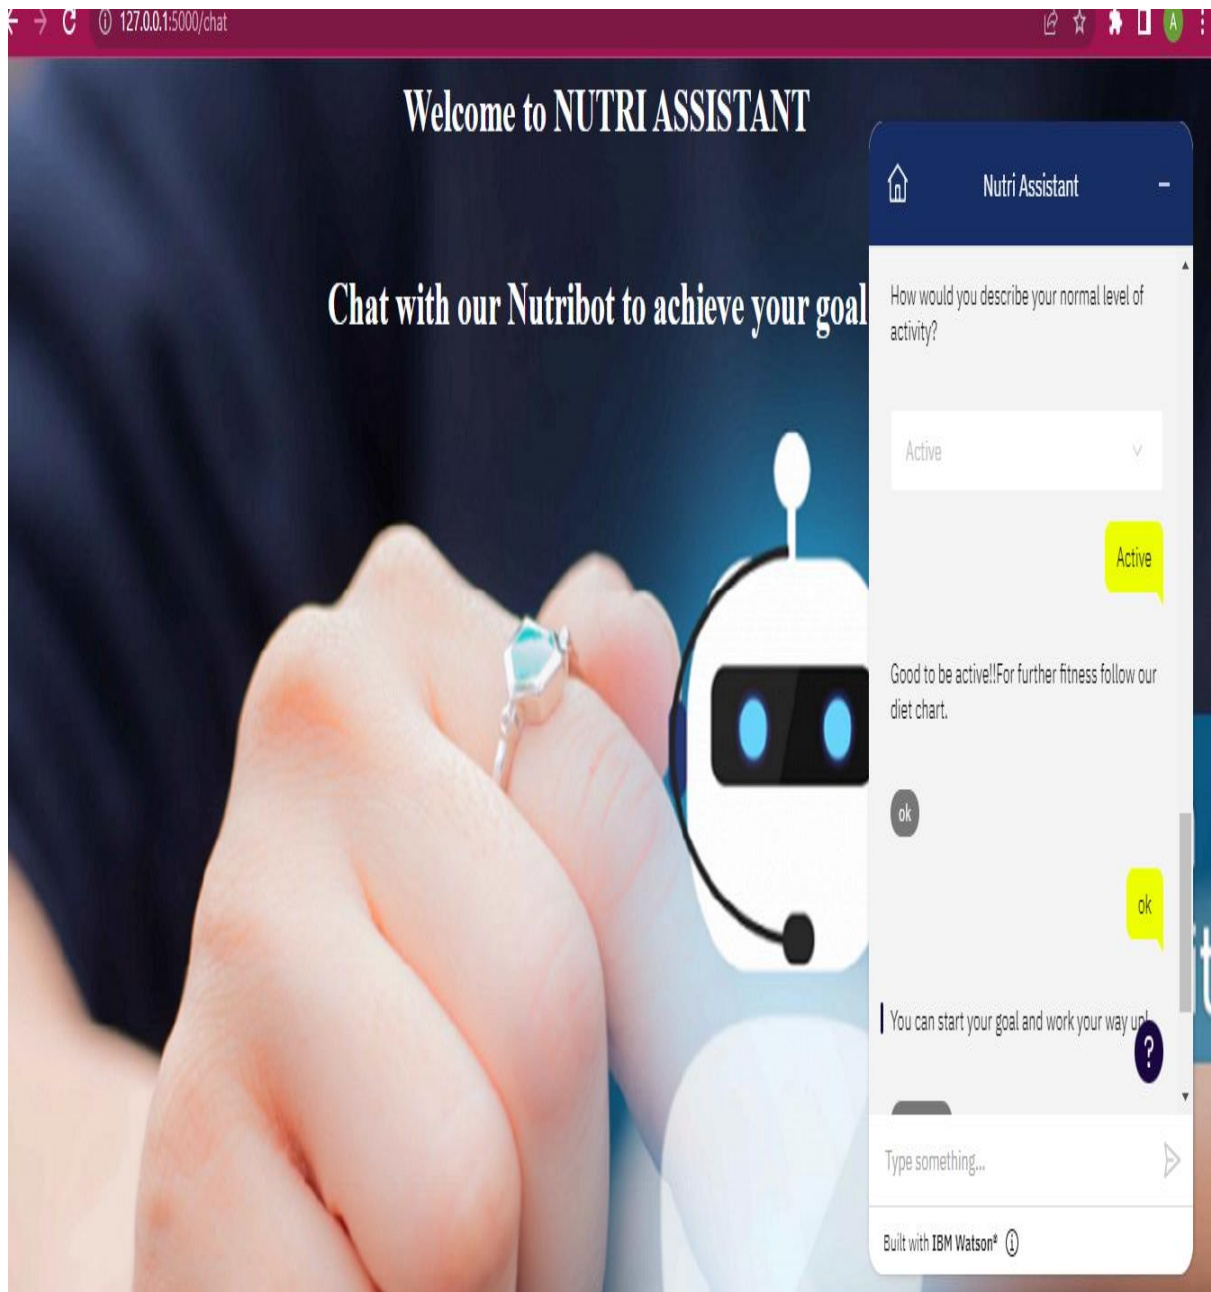 127.0.0.1:5000/chat
A
Welcome to NUTRI ASSISTANT
Chat with our Nutribot to achieve your goal
Nutri Assistant
How would you describe your normal level of
activity?
Active
Active
Good to be active!!For further fitness follow our
diet chart.
ok
ok
You can start your goal and work your way up!
?
Type something...
Built with IBM Watson®